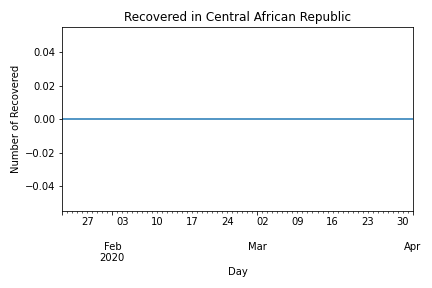 Recovered in Central African Republic
Number of Recovered
0.04
0.02
0.00
−0.02
−0.04
27 03 10 17 24 02 09 16 23 30
Feb Mar Apr
2020
Day